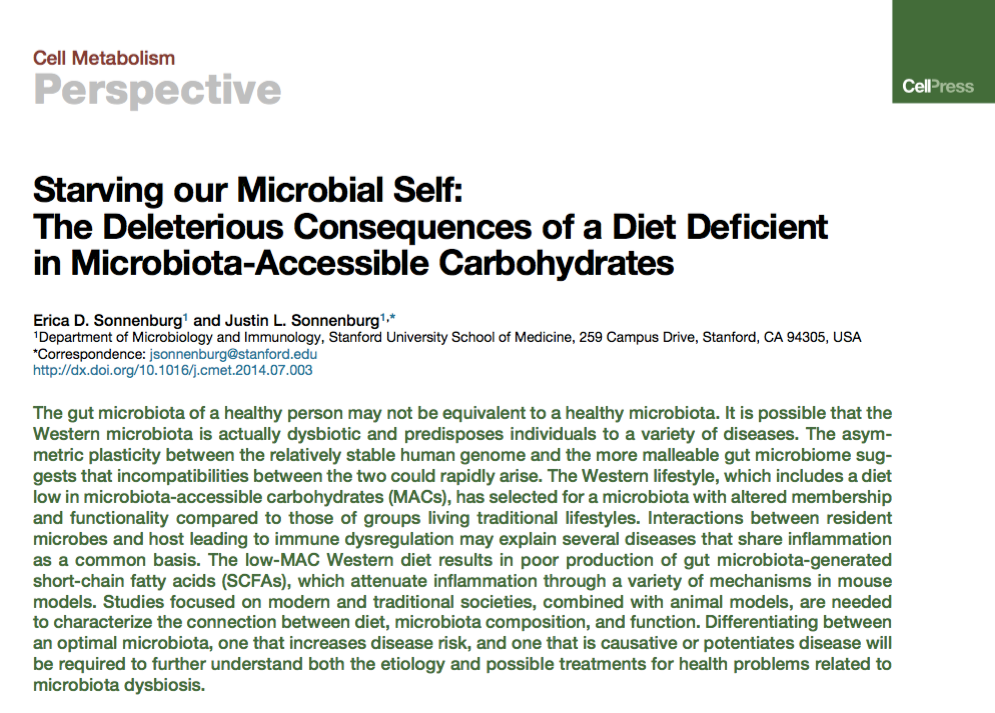 Cell Metabolism
Perspective
CellPress
Starving our Microbial Self:
The Deleterious Consequences of a Diet Deficient
in Microbiota-Accessible Carbohydrates
Erica D. Sonnenburg1 and Justin L. Sonnenburg1,*
1Department of Microbiology and Immunology, Stanford University School of Medicine, 259 Campus Drive, Stanford, CA 94305, USA
*Correspondence: jsonnenburg@stanford.edu
http://dx.doi.org/10.1016/j.cmet.2014.07.003
The gut microbiota of a healthy person may not be equivalent to a healthy microbiota. It is possible that the
Western microbiota is actually dysbiotic and predisposes individuals to a variety of diseases. The asym-
metric plasticity between the relatively stable human genome and the more malleable gut microbiome sug-
gests that incompatibilities between the two could rapidly arise. The Western lifestyle, which includes a diet
low in microbiota-accessible carbohydrates (MACs), has selected for a microbiota with altered membership
and functionality compared to those of groups living traditional lifestyles. Interactions between resident
microbes and host leading to immune dysregulation may explain several diseases that share inflammation
as a common basis. The low-MAC Western diet results in poor production of gut microbiota-generated
short-chain fatty acids (SCFAs), which attenuate inflammation through a variety of mechanisms in mouse
models. Studies focused on modern and traditional societies, combined with animal models, are needed
to characterize the connection between diet, microbiota composition, and function. Differentiating between
an optimal microbiota, one that increases disease risk, and one that is causative or potentiates disease will
be required to further understand both the etiology and possible treatments for health problems related to
microbiota dysbiosis.